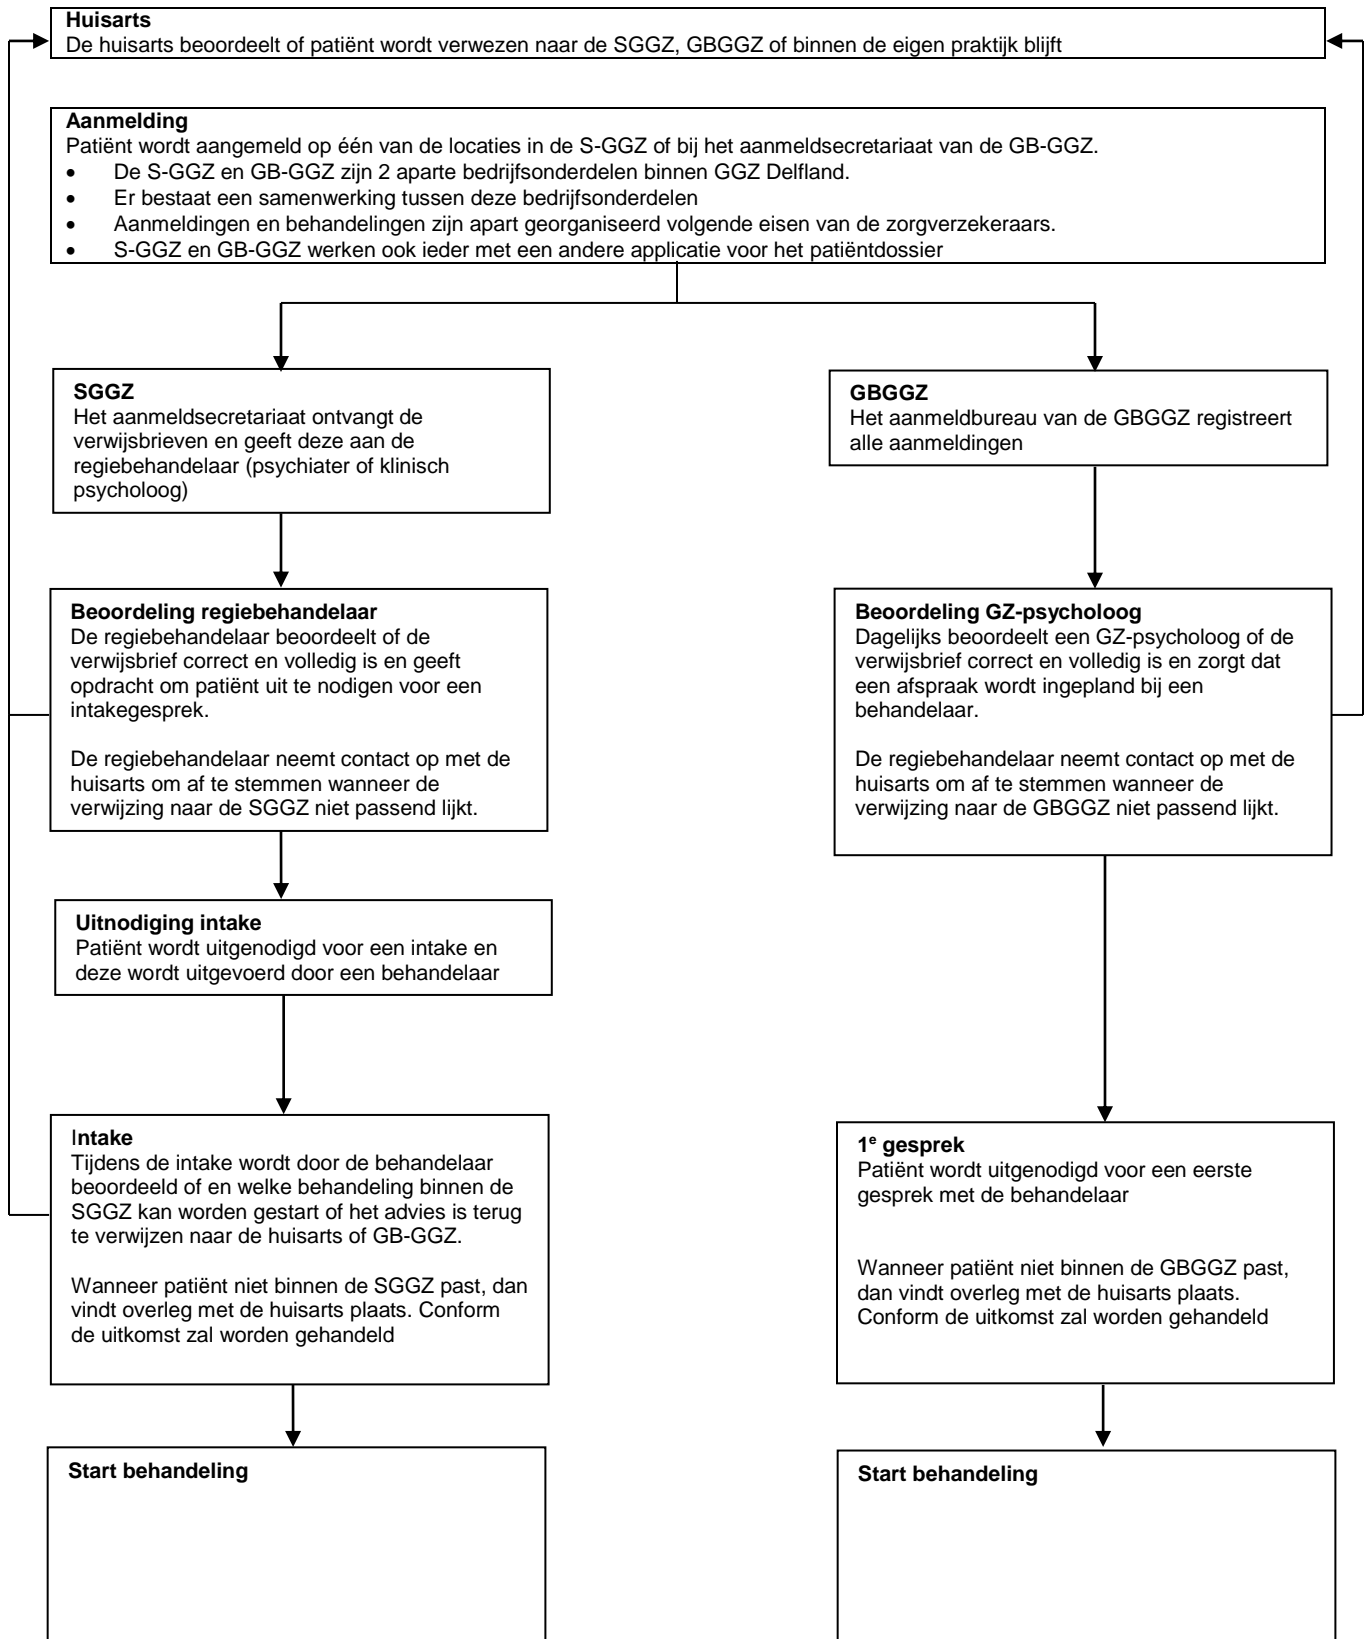 Huisarts
De huisarts beoordeelt of patiënt wordt verwezen naar de SGGZ, GBGGZ of binnen de eigen praktijk blijft
Aanmelding
Patiënt wordt aangemeld op één van de locaties in de S-GGZ of bij het aanmeldsecretariaat van de GB-GGZ.
• De S-GGZ en GB-GGZ zijn 2 aparte bedrijfsonderdelen binnen GGZ Delfland.
• Er bestaat een samenwerking tussen deze bedrijfsonderdelen
• Aanmeldingen en behandelingen zijn apart georganiseerd volgende eisen van de zorgverzekeraars.
• S-GGZ en GB-GGZ werken ook ieder met een andere applicatie voor het patiëntdossier
SGGZ
Het aanmeldsecretariaat ontvangt de
verwijsbrieven en geeft deze aan de
regiebehandelaar (psychiater of klinisch
psycholoog)
GBGGZ
Het aanmeldbureau van de GBGGZ registreert
alle aanmeldingen
Beoordeling regiebehandelaar
De regiebehandelaar beoordeelt of de
verwijsbrief correct en volledig is en geeft
opdracht om patiënt uit te nodigen voor een
intakegesprek.
De regiebehandelaar neemt contact op met de
huisarts om af te stemmen wanneer de
verwijzing naar de SGGZ niet passend lijkt.
Beoordeling GZ-psycholoog
Dagelijks beoordeelt een GZ-psycholoog of de
verwijsbrief correct en volledig is en zorgt dat
een afspraak wordt ingepland bij een
behandelaar.
De regiebehandelaar neemt contact op met de
huisarts om af te stemmen wanneer de
verwijzing naar de GBGGZ niet passend lijkt.
Uitnodiging intake
Patiënt wordt uitgenodigd voor een intake en
deze wordt uitgevoerd door een behandelaar
Intake
Tijdens de intake wordt door de behandelaar
beoordeeld of en welke behandeling binnen de
SGGZ kan worden gestart of het advies is terug
te verwijzen naar de huisarts of GB-GGZ.
Wanneer patiënt niet binnen de SGGZ past, dan
vindt overleg met de huisarts plaats. Conform
de uitkomst zal worden gehandeld
1e gesprek
Patiënt wordt uitgenodigd voor een eerste
gesprek met de behandelaar
Wanneer patiënt niet binnen de GBGGZ past,
dan vindt overleg met de huisarts plaats.
Conform de uitkomst zal worden gehandeld
Start behandeling
Start behandeling